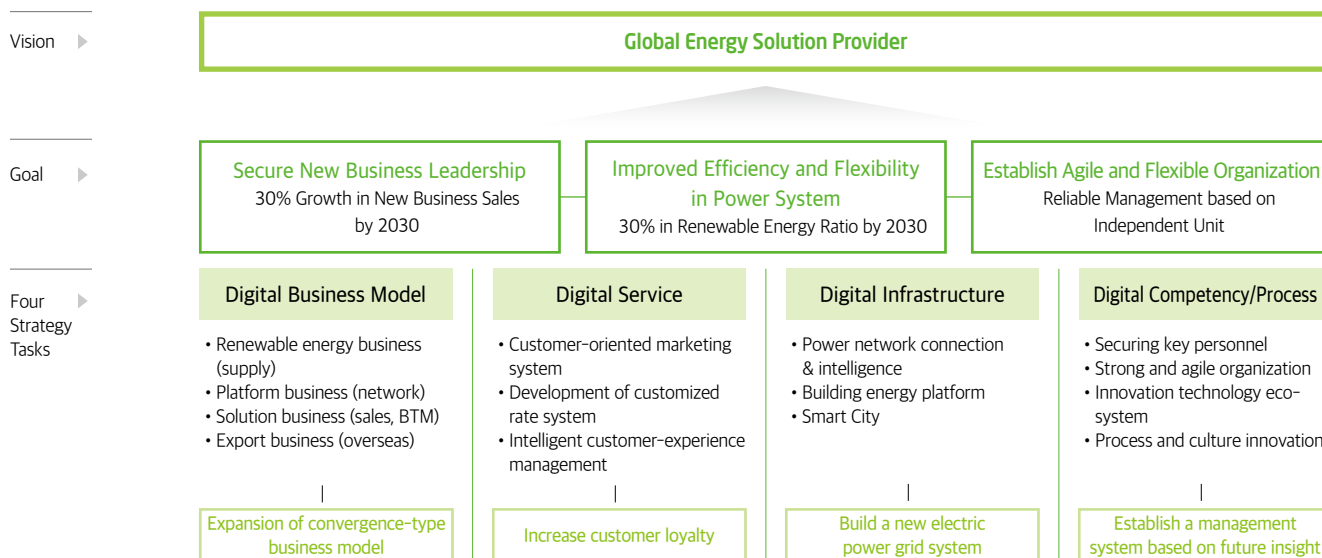 Vision
Global Energy Solution Provider
Goal
Secure New Business Leadership
30% Growth in New Business Sales
by 2030
Improved Efficiency and Flexibility
in Power System
30% in Renewable Energy Ratio by 2030
Establish Agile and Flexible Organization
Reliable Management based on
Independent Unit
Four
Strategy
Tasks
Digital Business Model
• Renewable energy business
(supply)
• Platform business (network)
• Solution business (sales, BTM)
• Export business (overseas)
Expansion of convergence-type
business model
Digital Service
• Customer-oriented marketing
system
• Development of customized
rate system
• Intelligent customer-experience
management
Increase customer loyalty
Digital Infrastructure
• Power network connection
& intelligence
• Building energy platform
• Smart City
Build a new electric
power grid system
Digital Competency/Process
• Securing key personnel
• Strong and agile organization
• Innovation technology eco-
system
• Process and culture innovation
Establish a management
system based on future insight